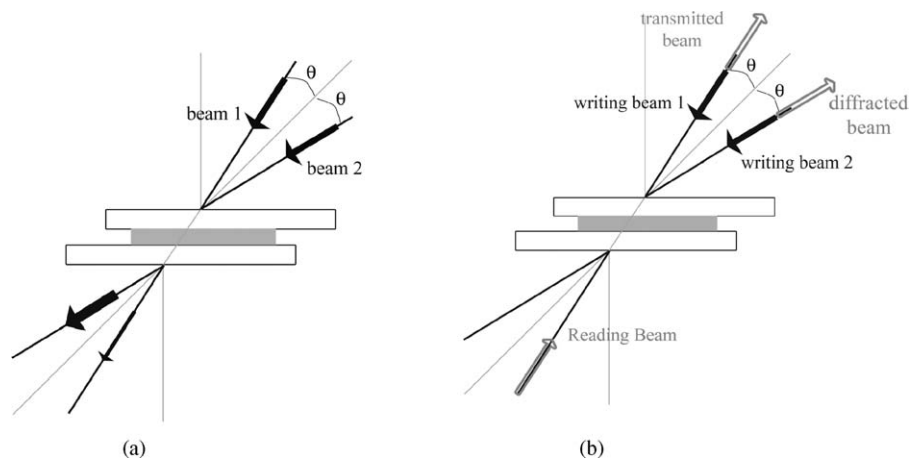 θ
θ
beam 1
beam 2
(a)
transmitted
beam
θ
θ
diffracted
beam
writing beam 1
writing beam 2
Reading Beam
(b)